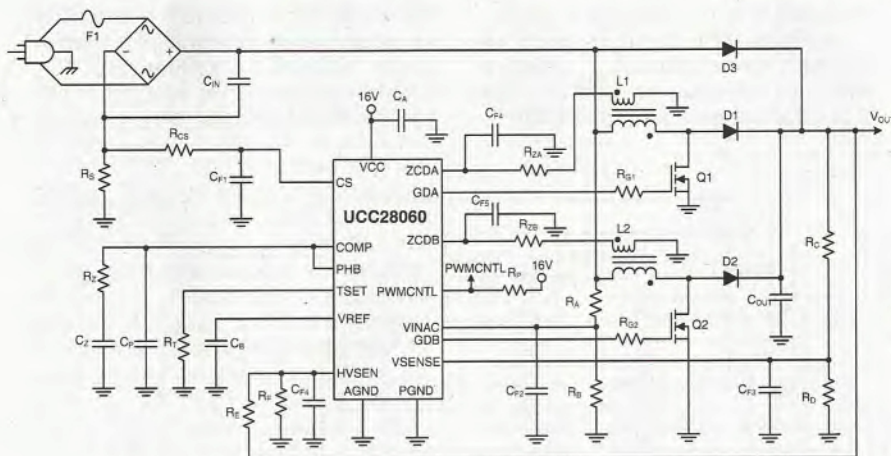 F1
D3
L1
CIN
16V
CA
CF4
D1
VOUT
RCS
RZA
VCC
ZCDA
RS
CF1
CS
GDA
RG1
Q1
UCC28060
CF5
ZCDB
RZB
L2
RC
COMP
RZ
PHB
PWMCNTL
RP
16V
D2
TSET
PWMCNTL
RA
COUT
VREF
VINAC
RG2
Q2
CZ
CP
RT
CB
GDB
VSENSE
HVSEN
RE
RF
CF4
AGND
PGND
CF2
RB
CF3
RD